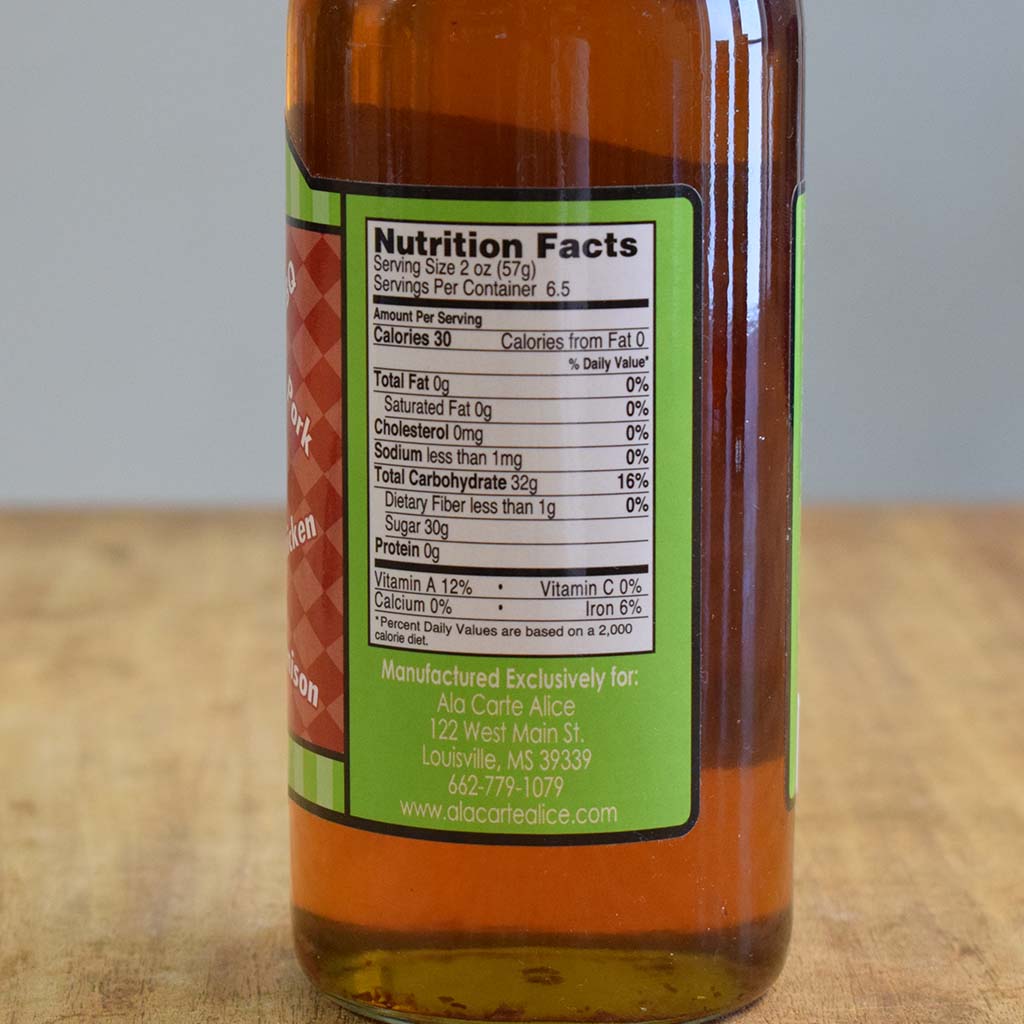 Q
Pork
Nutrition Facts
Serving Size 2 oz (57g)
Servings Per Container 6.5
Amount Per Serving
Calories 30 Calories from Fat 0
% Daily Value*
Total Fat 0g 0%
Saturated Fat 0g 0%
Cholesterol 0mg 0%
Sodium less than 1mg 0%
Total Carbohydrate 32g 16%
Dietary Fiber less than 1g 0%
Sugar 30g
Protein 0g
Vitamin A 12% • Vitamin C 0%
Calcium 0% • Iron 6%
*Percent Daily Values are based on a 2,000
calorie diet.
Manufactured Exclusively for:
Ala Carte Alice
122 West Main St.
Louisville, MS 39339
662-779-1079
www.alacartealice.com